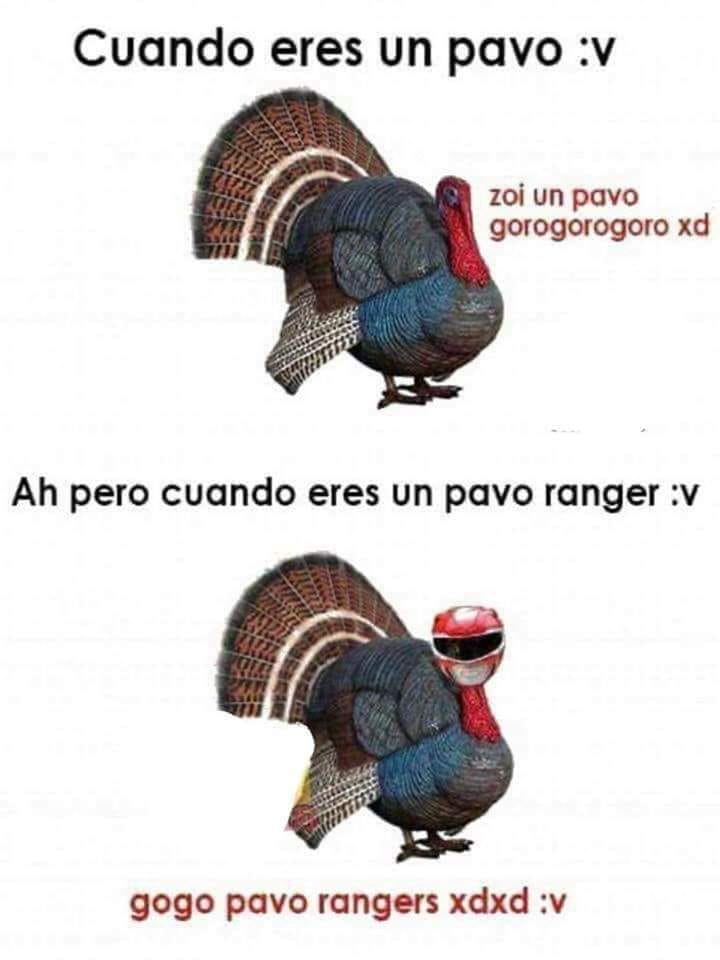 Cuando eres un pavo :v
zoi un pavo
gorogorogoro xd
Ah pero cuando eres un pavo ranger :v
gogo pavo rangers xdxd :v